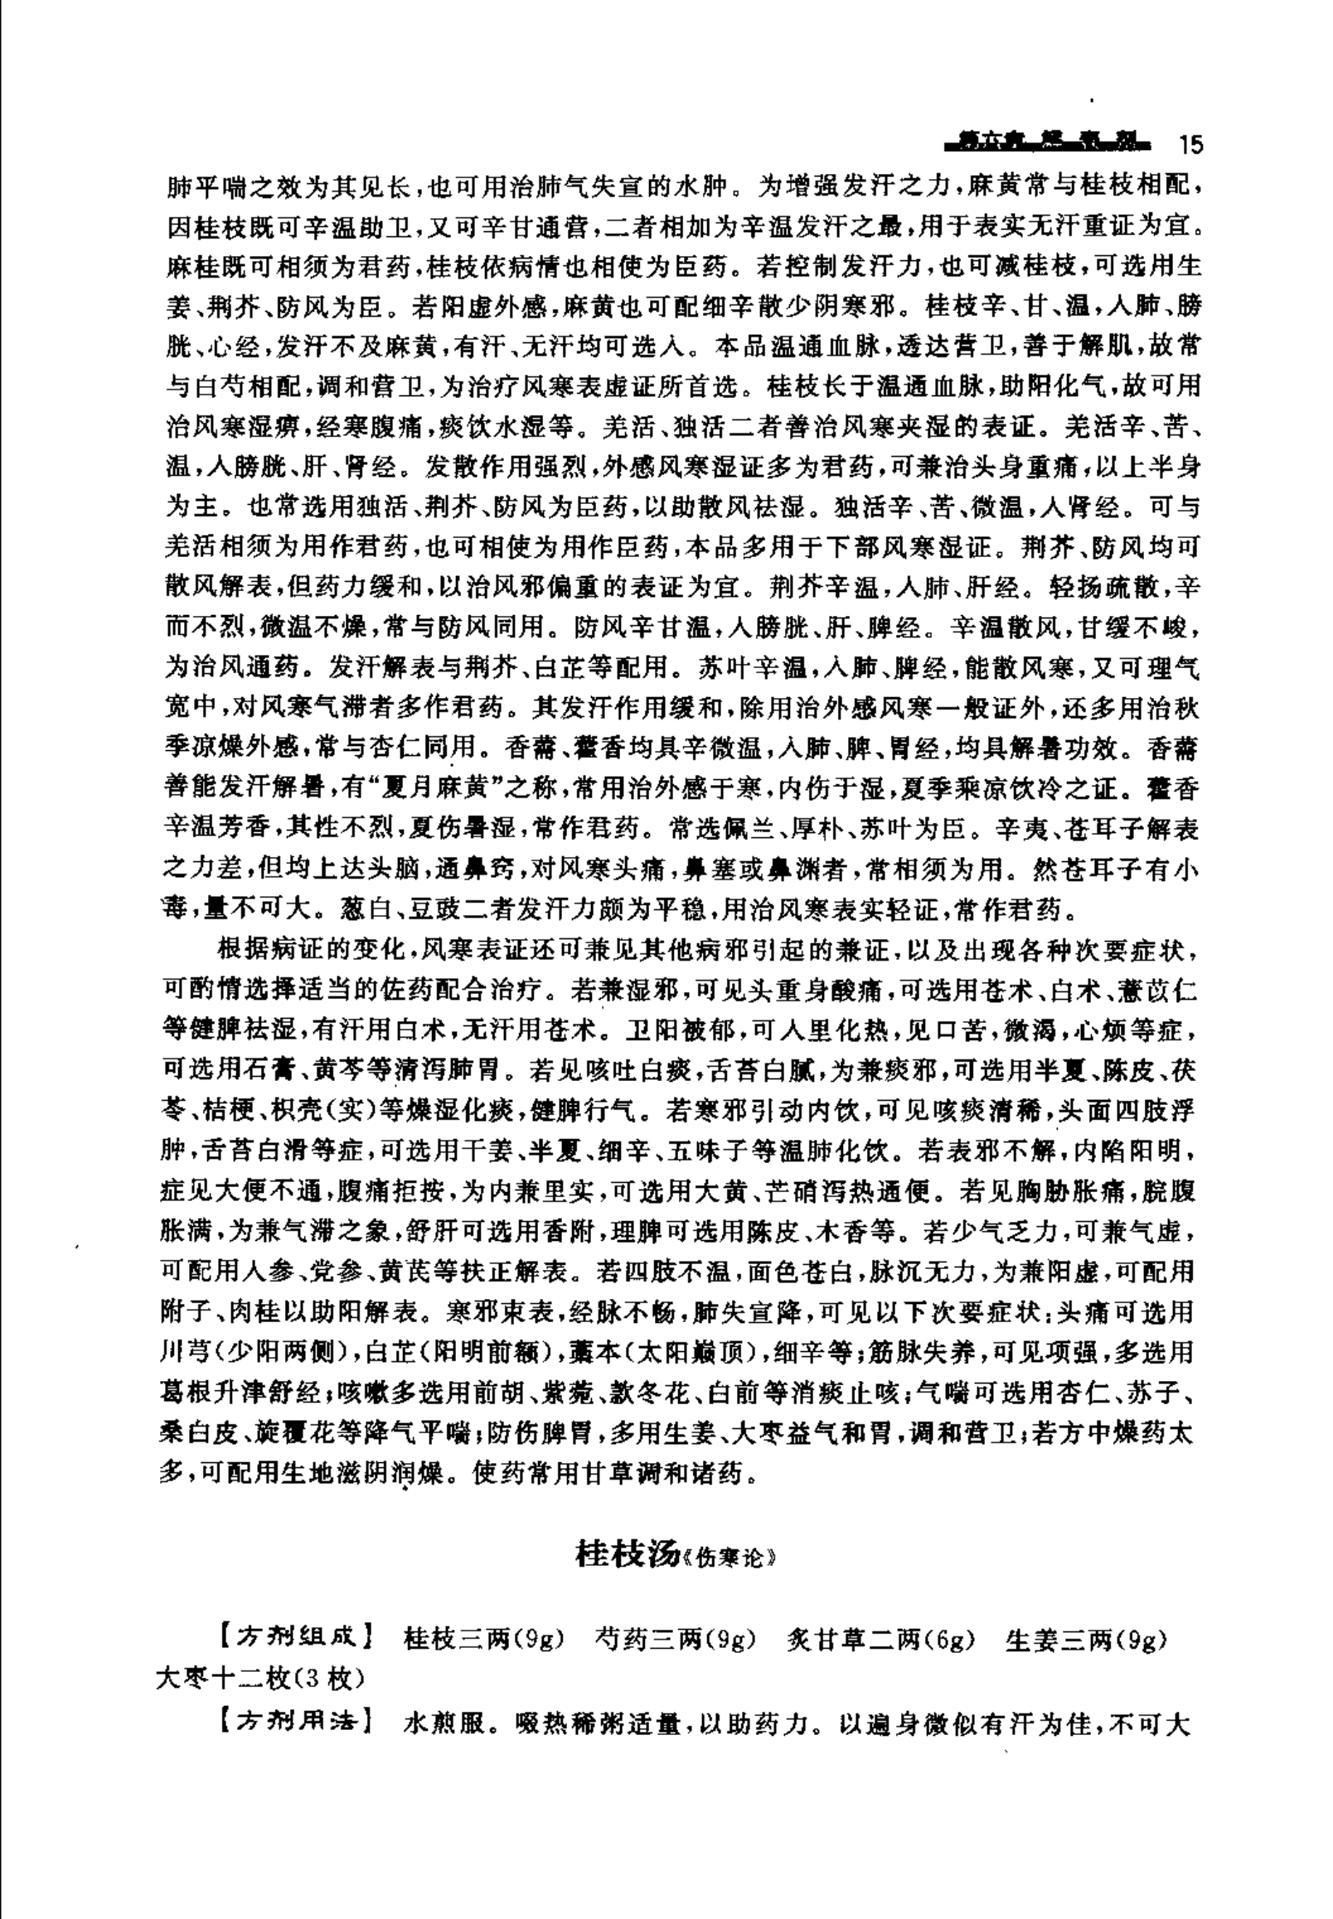 第六章 解表剂 15
肺平喘之效为其见长,也可用治肺气失宣的水肿。为增强发汗之力,麻黄常与桂枝相配,
因桂枝既可辛温助卫,又可辛甘通营,二者相加为辛温发汗之最,用于表实无汗重证为宜。
麻桂既可相须为君药,桂枝依病情也相使为臣药。若控制发汗力,也可减桂枝,可选用生
姜、荆芥、防风为臣。若阳虚外感,麻黄也可配细辛散少阴寒邪。桂枝辛、甘、温,入肺、膀
胱、心经,发汗不及麻黄,有汗、无汗均可选入。本品温通血脉,透达营卫,善于解肌,故常
与白芍相配,调和营卫,为治疗风寒表虚证所首选。桂枝长于温通血脉,助阳化气,故可用
治风寒湿痹,经寒腹痛,痰饮水湿等。羌活、独活二者善治风寒夹湿的表证。羌活辛、苦、
温,入膀胱、肝、肾经。发散作用强烈,外感风寒湿证多为君药,可兼治头身重痛,以上半身
为主。也常选用独活、荆芥、防风为臣药,以助散风祛湿。独活辛、苦、微温,入肾经。可与
羌活相须为用作君药,也可相使为用作臣药,本品多用于下部风寒湿证。荆芥、防风均可
散风解表,但药力缓和,以治风邪偏重的表证为宜。荆芥辛温,入肺、肝经。轻扬疏散,辛
而不烈,微温不燥,常与防风同用。防风辛甘温,入膀胱、肝、脾经。辛温散风,甘缓不峻,
为治风通药。发汗解表与荆芥、白芷等配用。苏叶辛温,入肺、脾经,能散风寒,又可理气
宽中,对风寒气滞者多作君药。其发汗作用缓和,除用治外感风寒一般证外,还多用治秋
季凉燥外感,常与杏仁同用。香薷、藿香均具辛微温,入肺、脾、胃经,均具解暑功效。香薷
善能发汗解暑,有“夏月麻黄”之称,常用治外感于寒,内伤于湿,夏季乘凉饮冷之证。藿香
辛温芳香,其性不烈,夏伤暑湿,常作君药。常选佩兰、厚朴、苏叶为臣。辛夷、苍耳子解表
之力差,但均上达头脑,通鼻窍,对风寒头痛,鼻塞或鼻渊者,常相须为用。然苍耳子有小
毒,量不可大。葱白、豆豉二者发汗力颇为平稳,用治风寒表实轻证,常作君药。
根据病证的变化,风寒表证还可兼见其他病邪引起的兼证,以及出现各种次要症状,
可酌情选择适当的佐药配合治疗。若兼湿邪,可见头重身酸痛,可选用苍术、白术、薏苡仁
等健脾祛湿,有汗用白术,无汗用苍术。卫阳被郁,可入里化热,见口苦,微渴,心烦等症,
可选用石膏、黄芩等清泻肺胃。若见咳吐白痰,舌苔白腻,为兼痰邪,可选用半夏、陈皮、茯
苓、桔梗、枳壳(实)等燥湿化痰,健脾行气。若寒邪引动内饮,可见咳痰清稀,头面四肢浮
肿,舌苔白滑等症,可选用干姜、半夏、细辛、五味子等温肺化饮。若表邪不解,内陷阳明,
症见大便不通,腹痛拒按,为内兼里实,可选用大黄、芒硝泻热通便。若见胸胁胀痛,脘腹
胀满,为兼气滞之象,舒肝可选用香附,理脾可选用陈皮、木香等。若少气乏力,可兼气虚,
可配用人参、党参、黄芪等扶正解表。若四肢不温,面色苍白,脉沉无力,为兼阳虚,可配用
附子、肉桂以助阳解表。寒邪束表,经脉不畅,肺失宣降,可见以下次要症状:头痛可选用
川芎(少阳两侧),白芷(阳明前额),藁本(太阳巅顶),细辛等;筋脉失养,可见项强,多选用
葛根升津舒经;咳嗽多选用前胡、紫菀、款冬花、白前等消痰止咳;气喘可选用杏仁、苏子、
桑白皮、旋覆花等降气平喘;防伤脾胃,多用生姜、大枣益气和胃,调和营卫;若方中燥药太
多,可配用生地滋阴润燥。使药常用甘草调和诸药。
桂枝汤《伤寒论》
【方剂组成】 桂枝三两(9g) 芍药三两(9g) 炙甘草二两(6g) 生姜三两(9g)
大枣十二枚(3枚)
【方剂用法】 水煎服。啜热稀粥适量,以助药力。以遍身微似有汗为佳,不可大